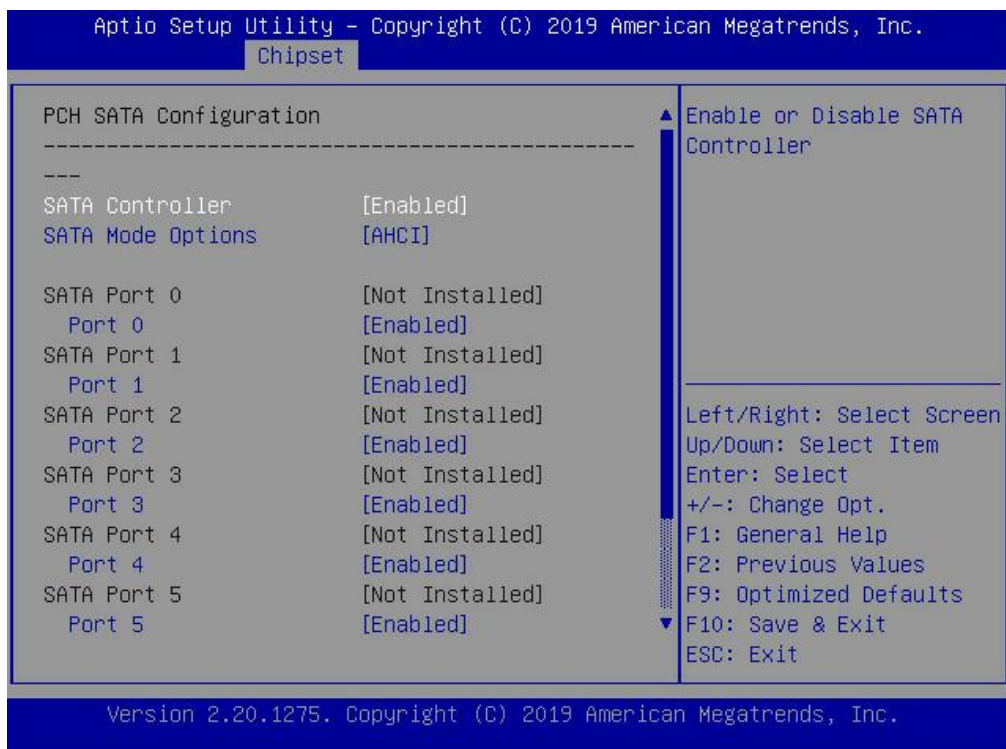 Aptio Setup Utility – Copyright (C) 2019 American Megatrends, Inc.
Chipset
PCH SATA Configuration
-----------------------------------------------
---
SATA Controller [Enabled]
SATA Mode Options [AHCI]
SATA Port 0 [Not Installed]
Port 0 [Enabled]
SATA Port 1 [Not Installed]
Port 1 [Enabled]
SATA Port 2 [Not Installed]
Port 2 [Enabled]
SATA Port 3 [Not Installed]
Port 3 [Enabled]
SATA Port 4 [Not Installed]
Port 4 [Enabled]
SATA Port 5 [Not Installed]
Port 5 [Enabled]
Enable or Disable SATA
Controller
Left/Right: Select Screen
Up/Down: Select Item
Enter: Select
+/-: Change Opt.
F1: General Help
F2: Previous Values
F9: Optimized Defaults
F10: Save & Exit
ESC: Exit
Version 2.20.1275. Copyright (C) 2019 American Megatrends, Inc.